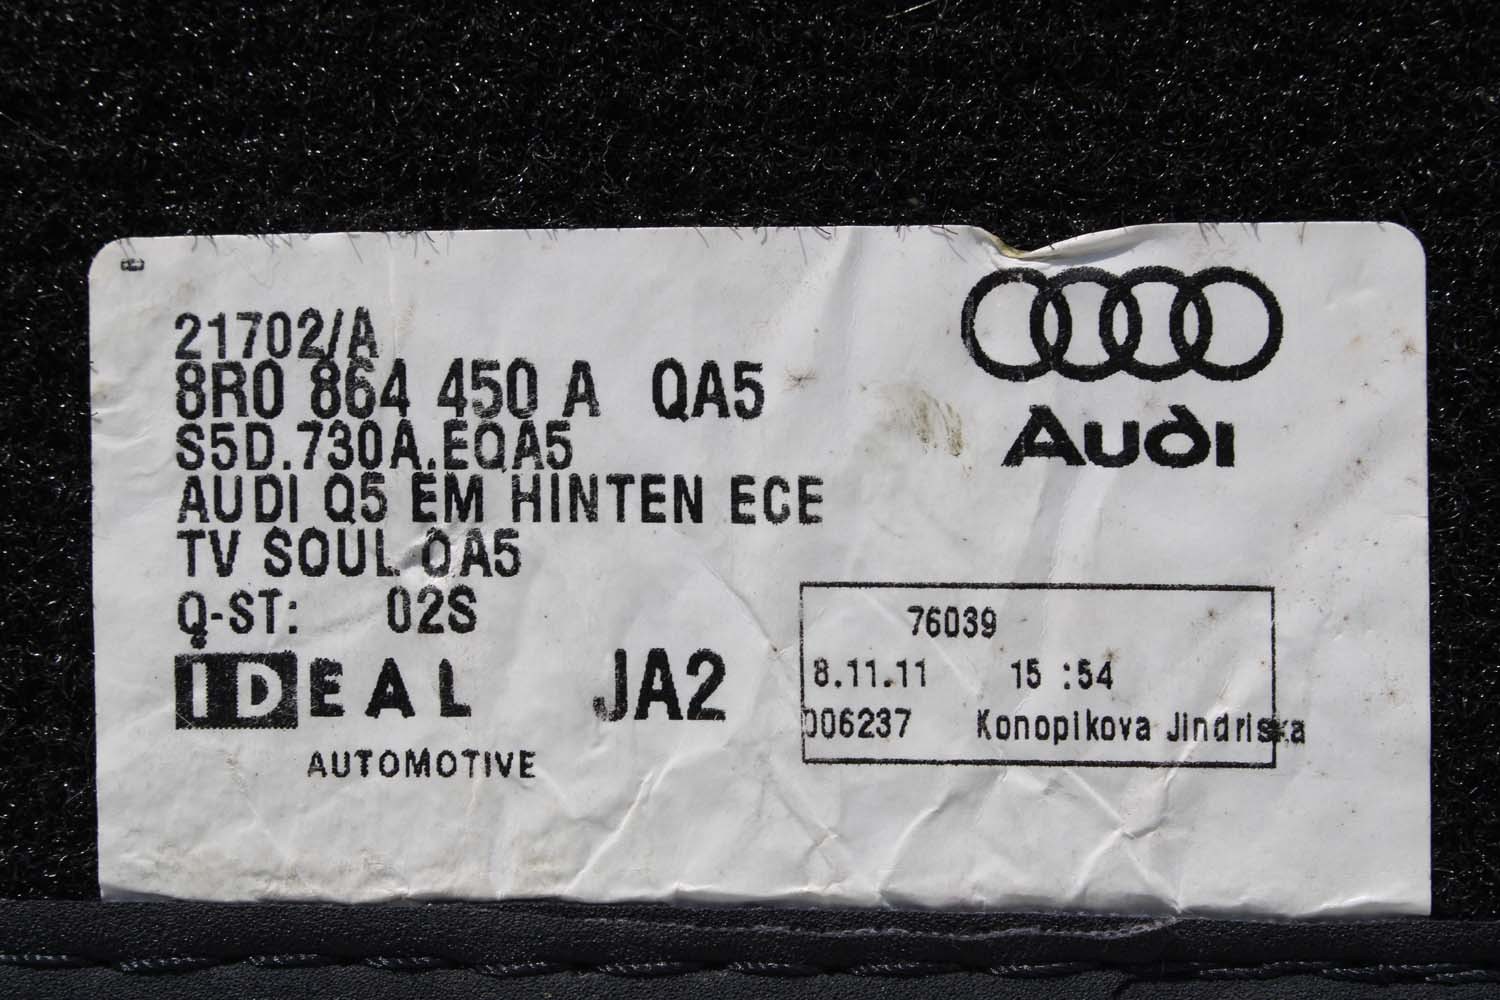 21702/A
8R0 864 450 A QA5
S5D.730A.EQA5
AUDI Q5 EM HINTEN ECE
TV SOUL QA5
Q-ST: 02S
IDEAL JA2
AUTOMOTIVE
Audi
76039
8.11.11 15 :54
006237 Konopikova Jindriska